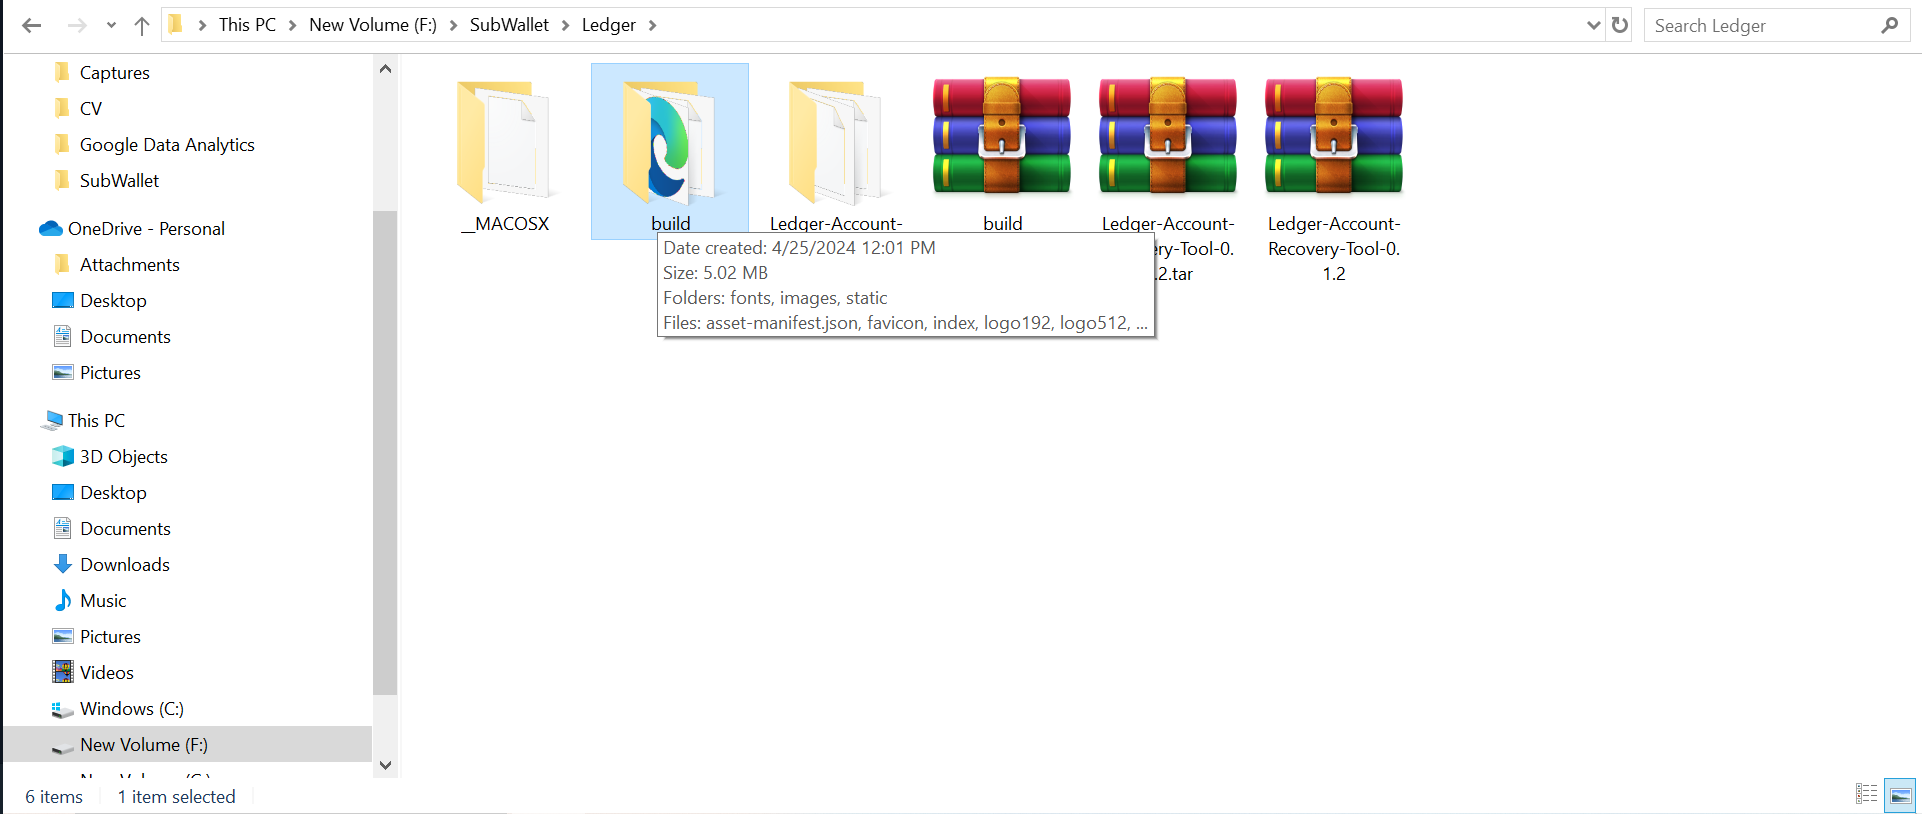 This PC
New Volume (F:)
SubWallet
Ledger
Search Ledger
Captures
CV
Google Data Analytics
SubWallet
OneDrive - Personal
Attachments
Desktop
Documents
Pictures
This PC
3D Objects
Desktop
Documents
Downloads
Music
Pictures
Videos
Windows (C:)
New Volume (F:)
__MACOSX
build
Ledger-Account-
build
Ledger-Account-
ry-Tool-0.
.2.tar
Ledger-Account-
Recovery-Tool-0.
1.2
Date created: 4/25/2024 12:01 PM
Size: 5.02 MB
Folders: fonts, images, static
Files: asset-manifest.json, favicon, index, logo192, logo512, ...
6 items
1 item selected